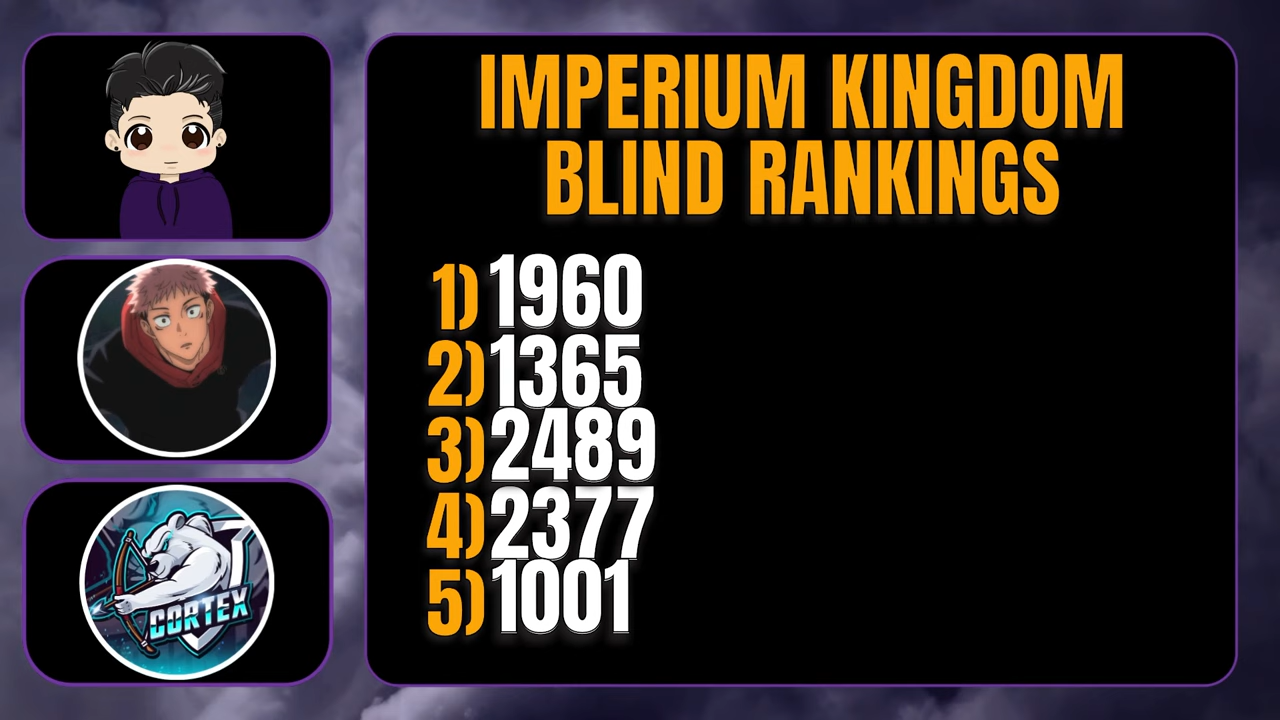 IMPERIUM KINGDOM
BLIND RANKINGS
1) 1960
2) 1365
3) 2489
4) 2377
5) 1001
CORTEX